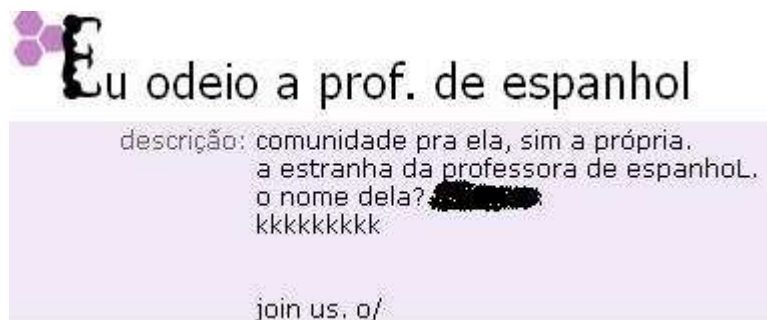 Eu odeio a prof. de espanhol
descrição: comunidade pra ela, sim a própria.
a estranha da professora de espanhoL.
o nome dela?
kkkkkkkkk
join us. o/